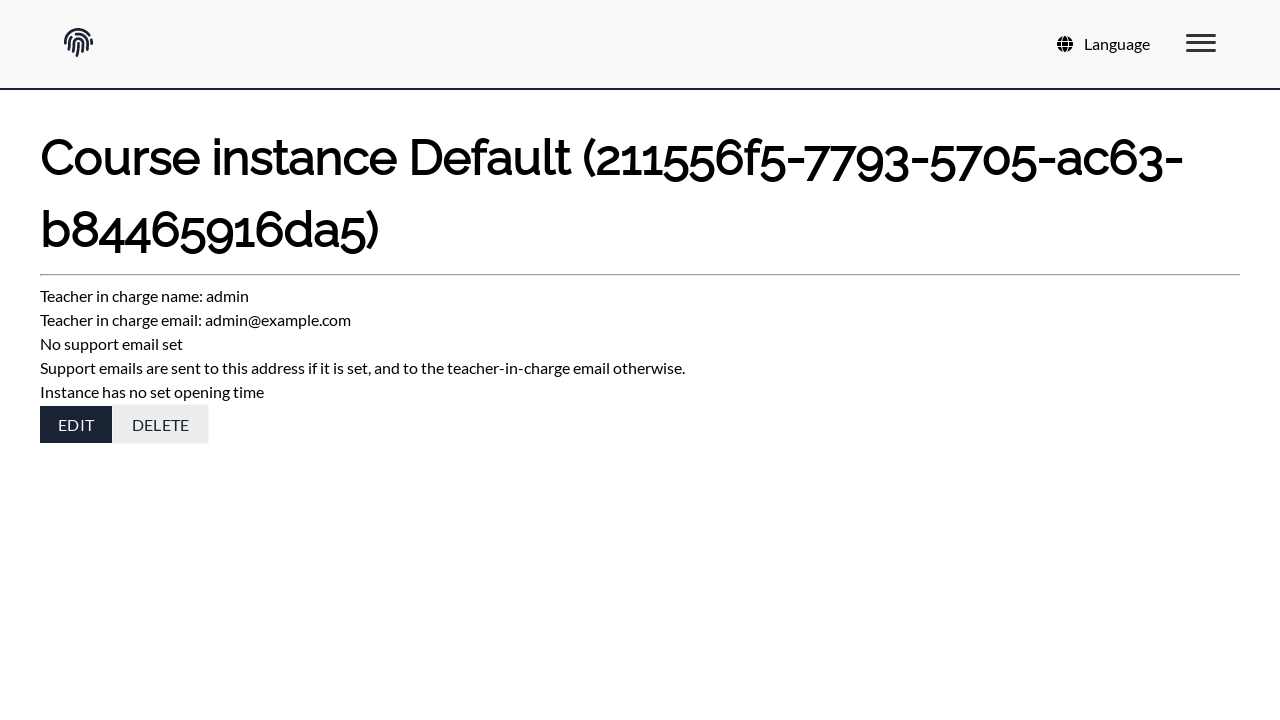 Language
Course instance Default (211556f5-7793-5705-ac63-
b84465916da5)
Teacher in charge name: admin
Teacher in charge email: admin@example.com
No support email set
Support emails are sent to this address if it is set, and to the teacher-in-charge email otherwise.
Instance has no set opening time
EDIT DELETE